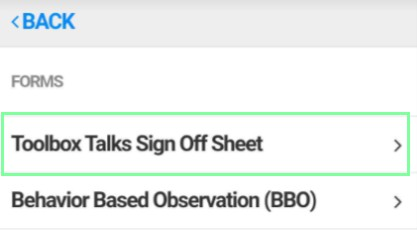 <BACK
FORMS
Toolbox Talks Sign Off Sheet
Behavior Based Observation (BBO)